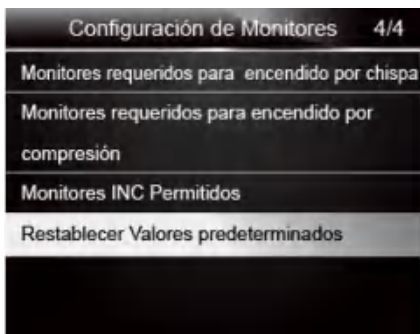 Configuración de Monitores 4/4
Monitores requeridos para encendido por chispa
Monitores requeridos para encendido por
compresión
Monitores INC Permitidos
Restablecer Valores predeterminados